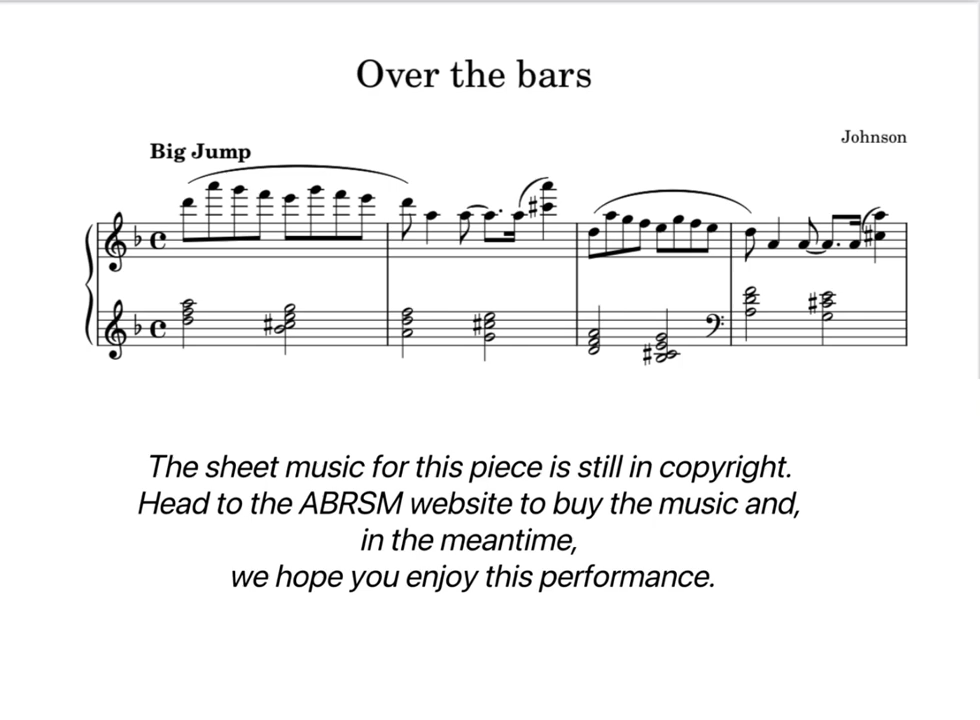 Over the bars
Johnson
Big Jump
The sheet music for this piece is still in copyright.
Head to the ABRSM website to buy the music and,
in the meantime,
we hope you enjoy this performance.